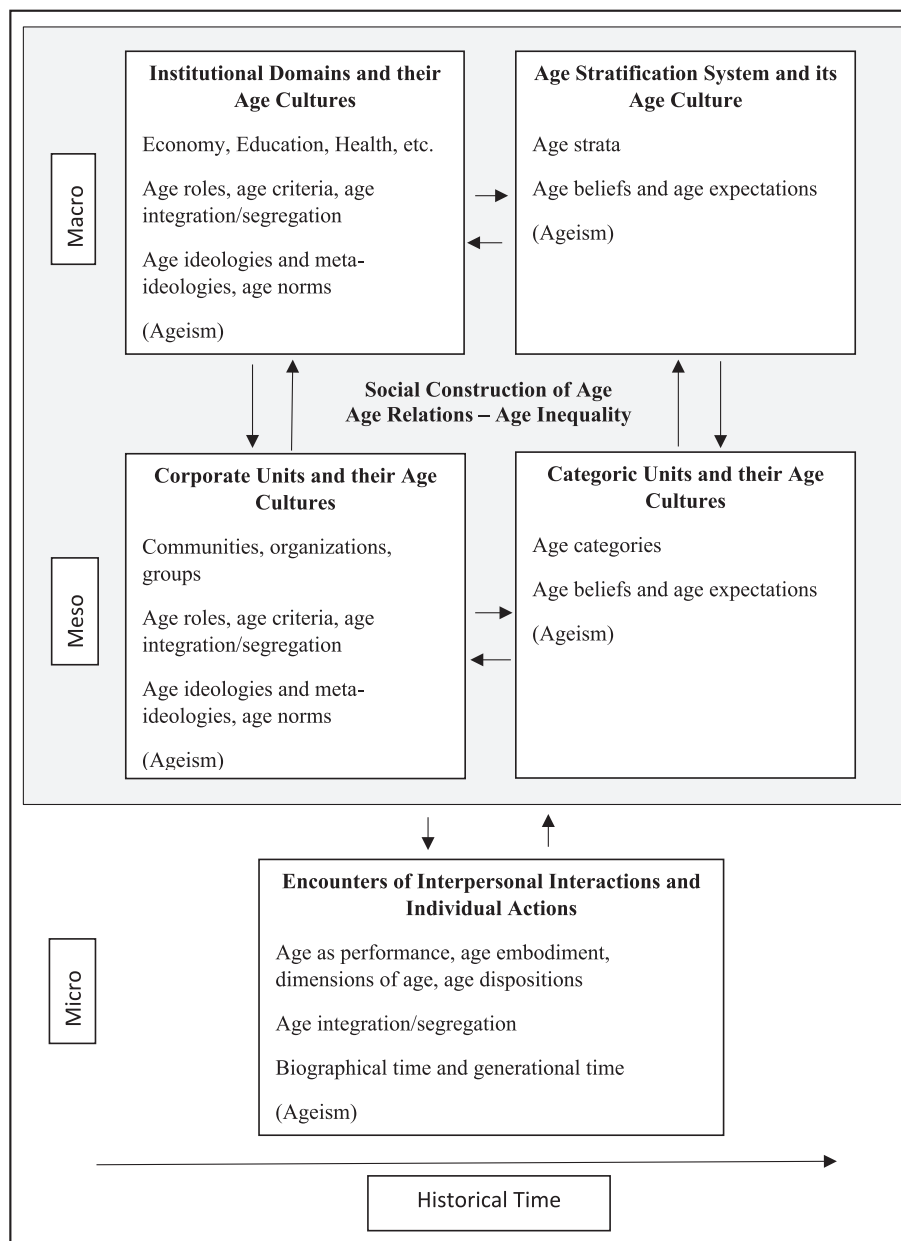 Macro
Institutional Domains and their
Age Cultures
Economy, Education, Health, etc.
Age roles, age criteria, age
integration/segregation
Age ideologies and meta-
ideologies, age norms
(Ageism)
Age Stratification System and its
Age Culture
Age strata
Age beliefs and age expectations
(Ageism)
Social Construction of Age
Age Relations – Age Inequality
Meso
Corporate Units and their Age
Cultures
Communities, organizations,
groups
Age roles, age criteria, age
integration/segregation
Age ideologies and meta-
ideologies, age norms
(Ageism)
Categoric Units and their Age
Cultures
Age categories
Age beliefs and age expectations
(Ageism)
Micro
Encounters of Interpersonal Interactions and
Individual Actions
Age as performance, age embodiment,
dimensions of age, age dispositions
Age integration/segregation
Biographical time and generational time
(Ageism)
Historical Time